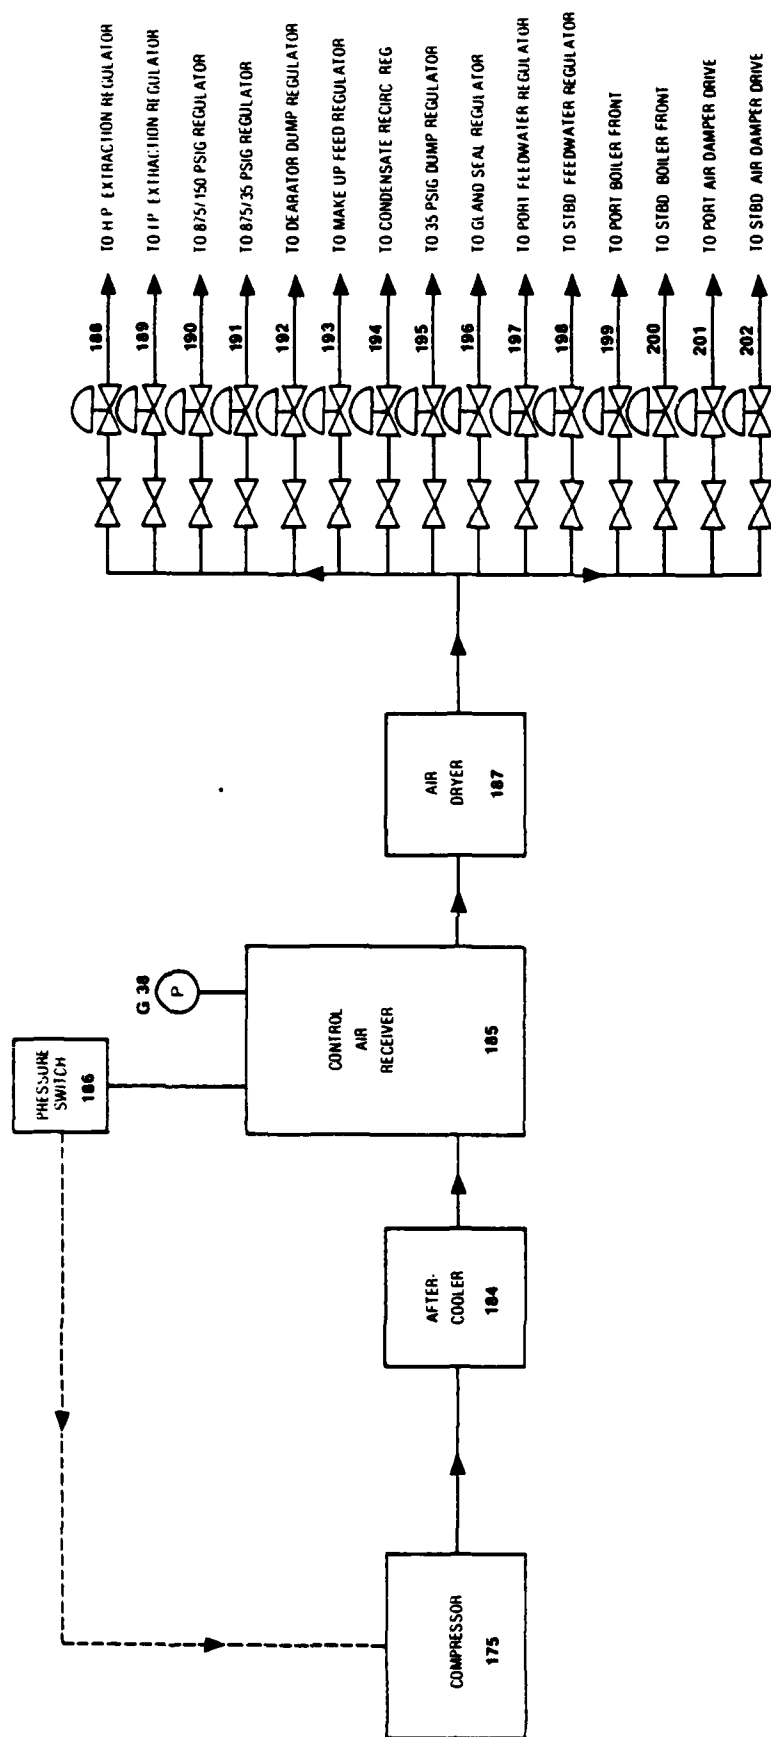 COMPRESSOR
175
AFTER-
COOLER
184
PRESSURE
SWITCH
186
G 38
P
CONTROL
AIR
RECEIVER
185
AIR
DRYER
187
188
TO H P EXTRACTION REGULATOR
189
TO I P EXTRACTION REGULATOR
190
TO 875/150 PSIG REGULATOR
191
TO 875/35 PSIG REGULATOR
192
TO DEARATOR DUMP REGULATOR
193
TO MAKE UP FEED REGULATOR
194
TO CONDENSATE RECIRC REG
195
TO 35 PSIG DUMP REGULATOR
196
TO GLAND SEAL REGULATOR
197
TO PORT FEEDWATER REGULATOR
198
TO STBD FEEDWATER REGULATOR
199
TO PORT BOILER FRONT
200
TO STBD BOILER FRONT
201
TO PORT AIR DAMPER DRIVE
202
TO STBD AIR DAMPER DRIVE